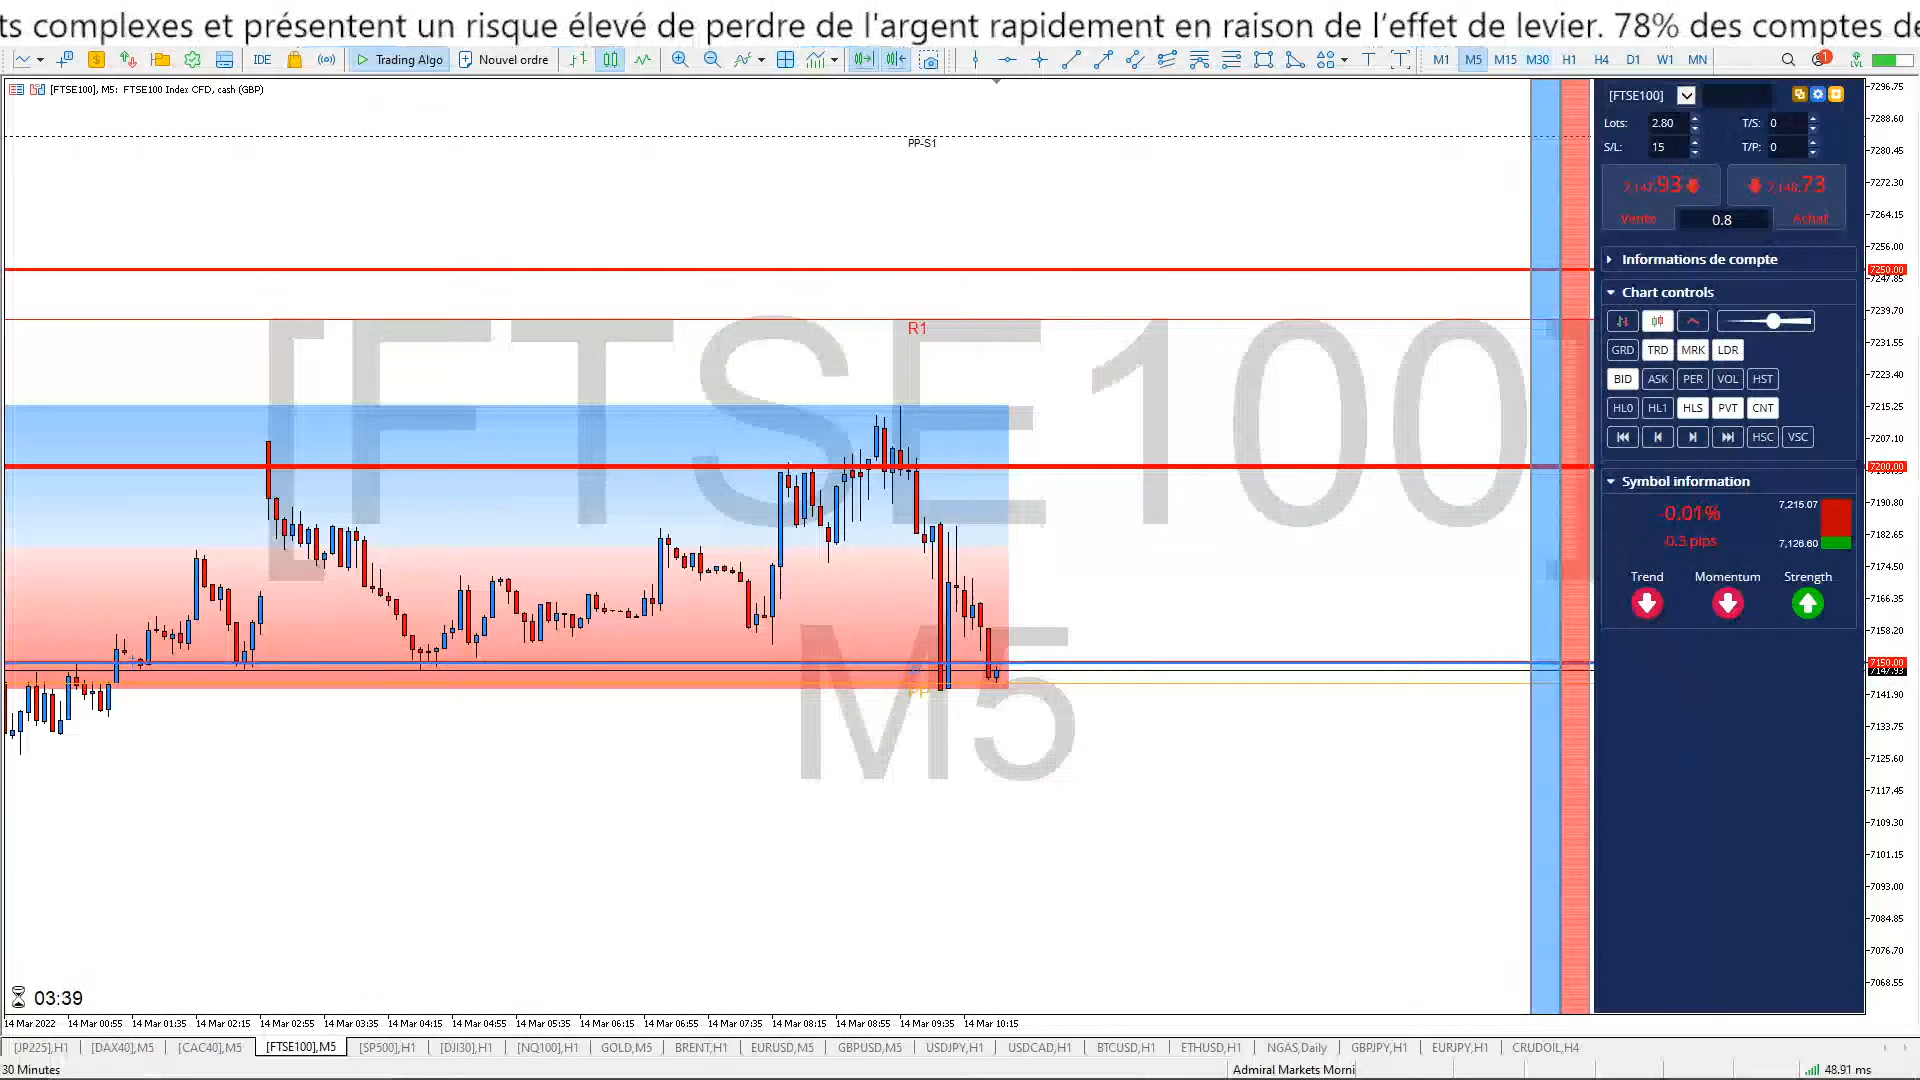 ts complexes et présentent un risque élevé de perdre de l'argent rapidement en raison de l’effet de levier. 78% des comptes de
IDE Trading Algo Nouvel ordre M1 M5 M15 M30 H1 H4 D1 W1 MN
[FTSE100], M5: FTSE100 Index CFD, cash (GBP)
PP-S1
R1
PP
[FTSE100]
M5
03:39
7296.75
7288.60
7280.45
7272.30
7264.15
7256.00
7250.00
7247.85
7239.70
7231.55
7223.40
7215.25
7207.10
7200.00
7190.80
7182.65
7174.50
7166.35
7158.20
7150.00
7147.93
7141.90
7133.75
7125.60
7117.45
7109.30
7101.15
7093.00
7084.85
7076.70
7068.55
[FTSE100]
Lots: 2.80 T/S: 0
S/L: 15 T/P: 0
7,147.93 7,148.73
Vente 0.8 Achat
Informations de compte
Chart controls
GRD TRD MRK LDR
BID ASK PER VOL HST
HL0 HL1 HLS PVT CNT
HSC VSC
Symbol information
-0.01% 7,215.07
-0.3 pips 7,126.60
Trend Momentum Strength
14 Mar 2022 14 Mar 00:55 14 Mar 01:35 14 Mar 02:15 14 Mar 02:55 14 Mar 03:35 14 Mar 04:15 14 Mar 04:55 14 Mar 05:35 14 Mar 06:15 14 Mar 06:55 14 Mar 07:35 14 Mar 08:15 14 Mar 08:55 14 Mar 09:35 14 Mar 10:15
[JP225],H1 [DAX40],M5 [CAC40],M5 [FTSE100],M5 [SP500],H1 [DJI30],H1 [NQ100],H1 GOLD,M5 BRENT,H1 EURUSD,M5 GBPUSD,M5 USDJPY,H1 USDCAD,H1 BTCUSD,H1 ETHUSD,H1 NGAS,Daily GBPJPY,H1 EURJPY,H1 CRUDOIL,H4
30 Minutes Admiral Markets Morni 48.91 ms